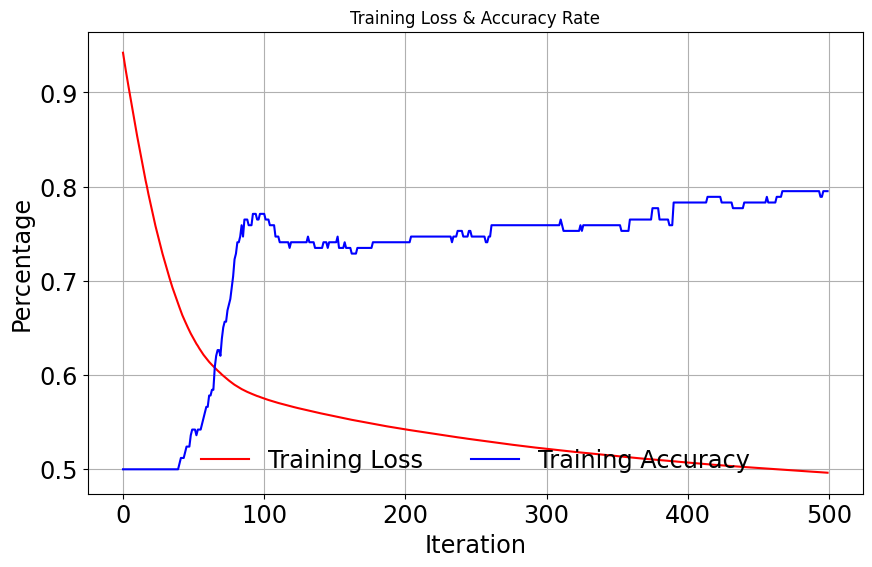 Training Loss & Accuracy Rate
Percentage
0.9
0.8
0.7
0.6
0.5
Training Loss
Training Accuracy
0
100
200
300
400
500
Iteration